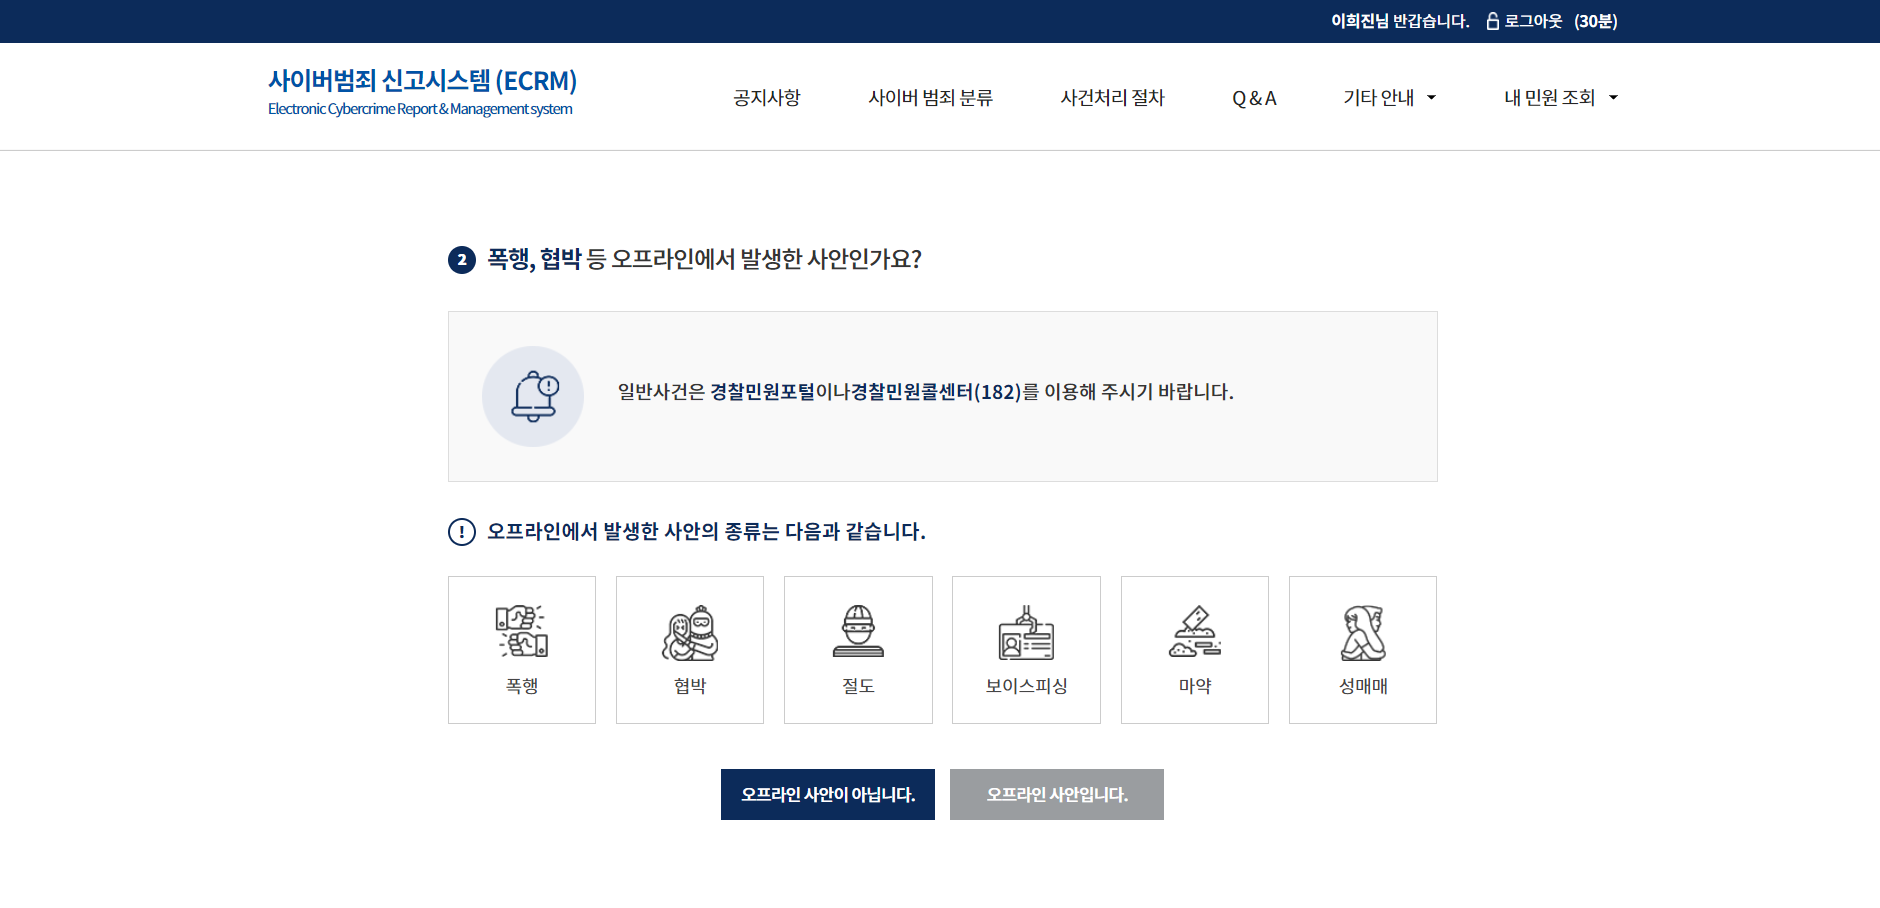 이희진님 반갑습니다. 로그아웃 (30분)
사이버범죄 신고시스템 (ECRM)
Electronic Cybercrime Report & Management system
공지사항 사이버 범죄 분류 사건처리 절차 Q & A 기타 안내 내 민원 조회
2 폭행, 협박 등 오프라인에서 발생한 사안인가요?
일반사건은 경찰민원포털이나경찰민원콜센터(182)를 이용해 주시기 바랍니다.
! 오프라인에서 발생한 사안의 종류는 다음과 같습니다.
폭행 협박 절도 보이스피싱 마약 성매매
오프라인 사안이 아닙니다. 오프라인 사안입니다.